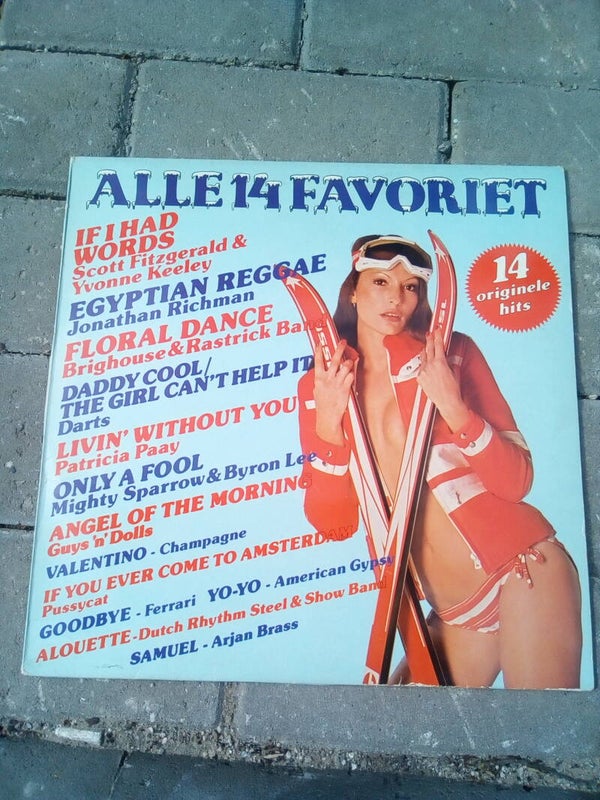 ALLE 14 FAVORIET
IF I HAD
WORDS
Scott Fitzgerald &
Yvonne Keeley
EGYPTIAN REGGAE
Jonathan Richman
FLORAL DANCE
Brighouse & Rastrick Band
DADDY COOL/
THE GIRL CAN'T HELP IT
Darts
LIVIN' WITHOUT YOU
Patricia Paay
ONLY A FOOL
Mighty Sparrow & Byron Lee
ANGEL OF THE MORNING
Guys 'n' Dolls
VALENTINO - Champagne
IF YOU EVER COME TO AMSTERDAM
Pussycat
GOODBYE - Ferrari YO-YO - American Gypsy
ALOUETTE - Dutch Rhythm Steel & Show Band
SAMUEL - Arjan Brass
14
originele
hits